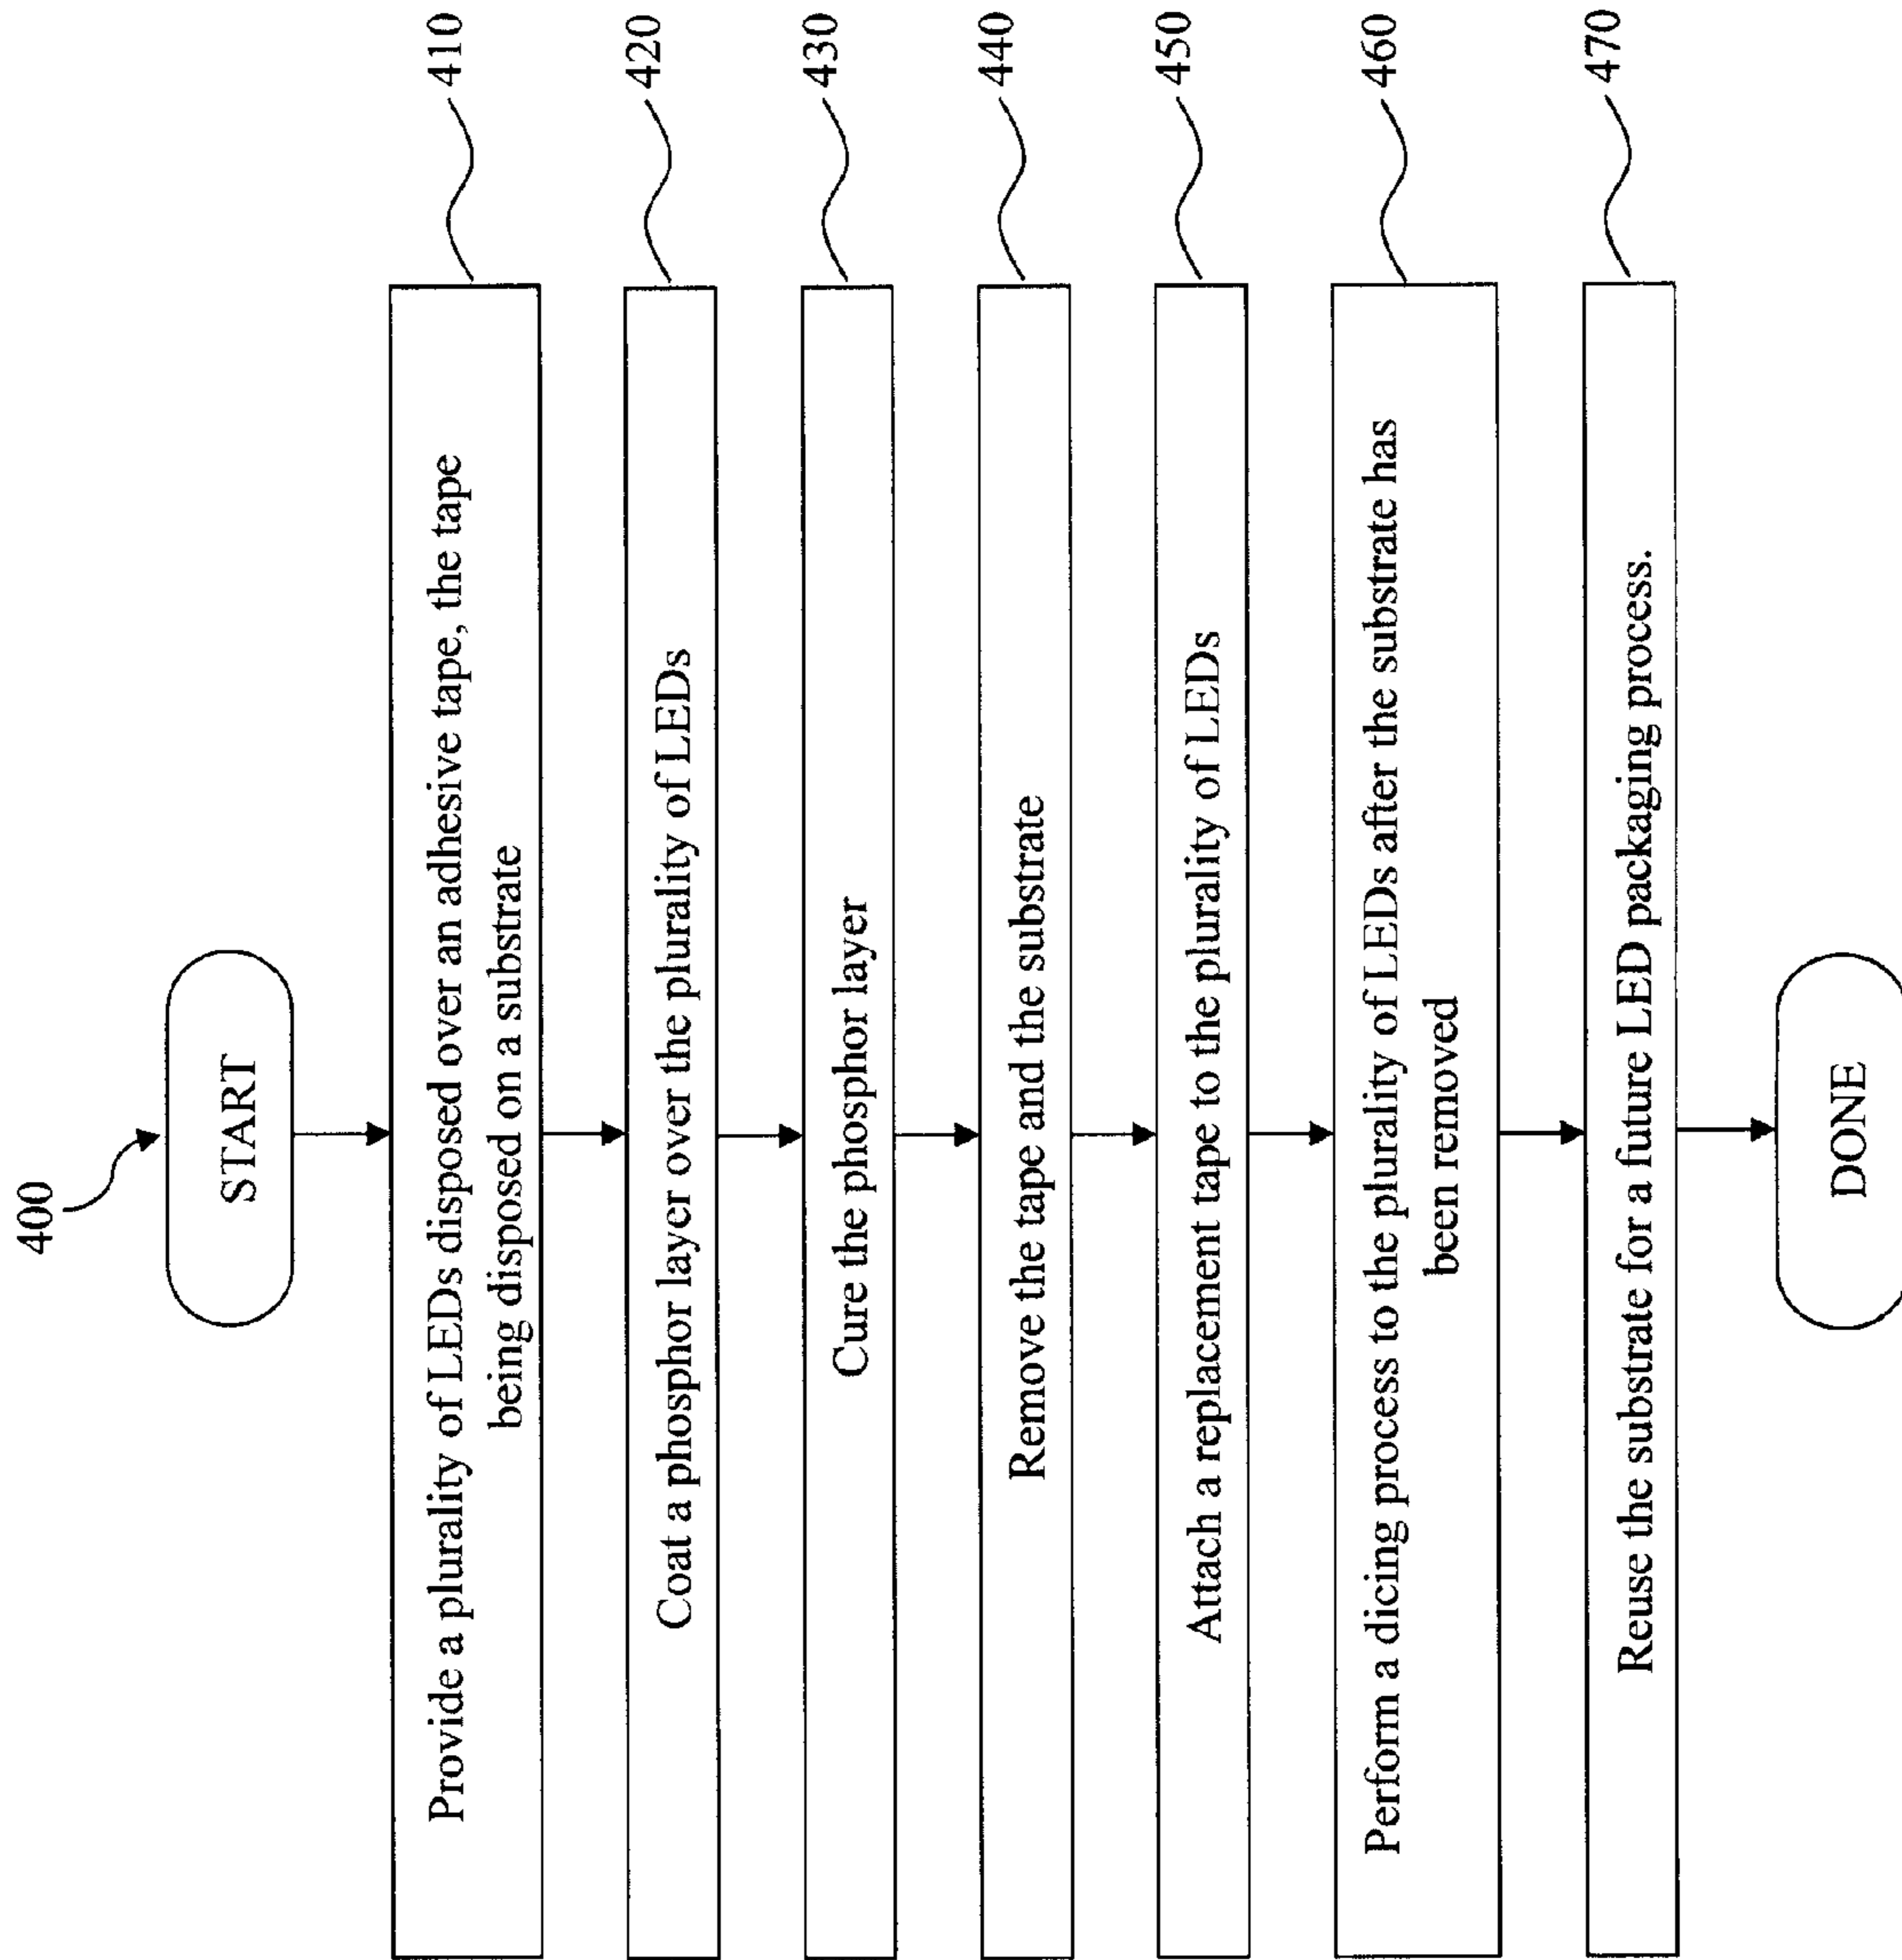 400
START
Provide a plurality of LEDs disposed over an adhesive tape, the tape
being disposed on a substrate
410
Coat a phosphor layer over the plurality of LEDs
420
Cure the phosphor layer
430
Remove the tape and the substrate
440
Attach a replacement tape to the plurality of LEDs
450
Perform a dicing process to the plurality of LEDs after the substrate has
been removed
460
Reuse the substrate for a future LED packaging process.
470
DONE